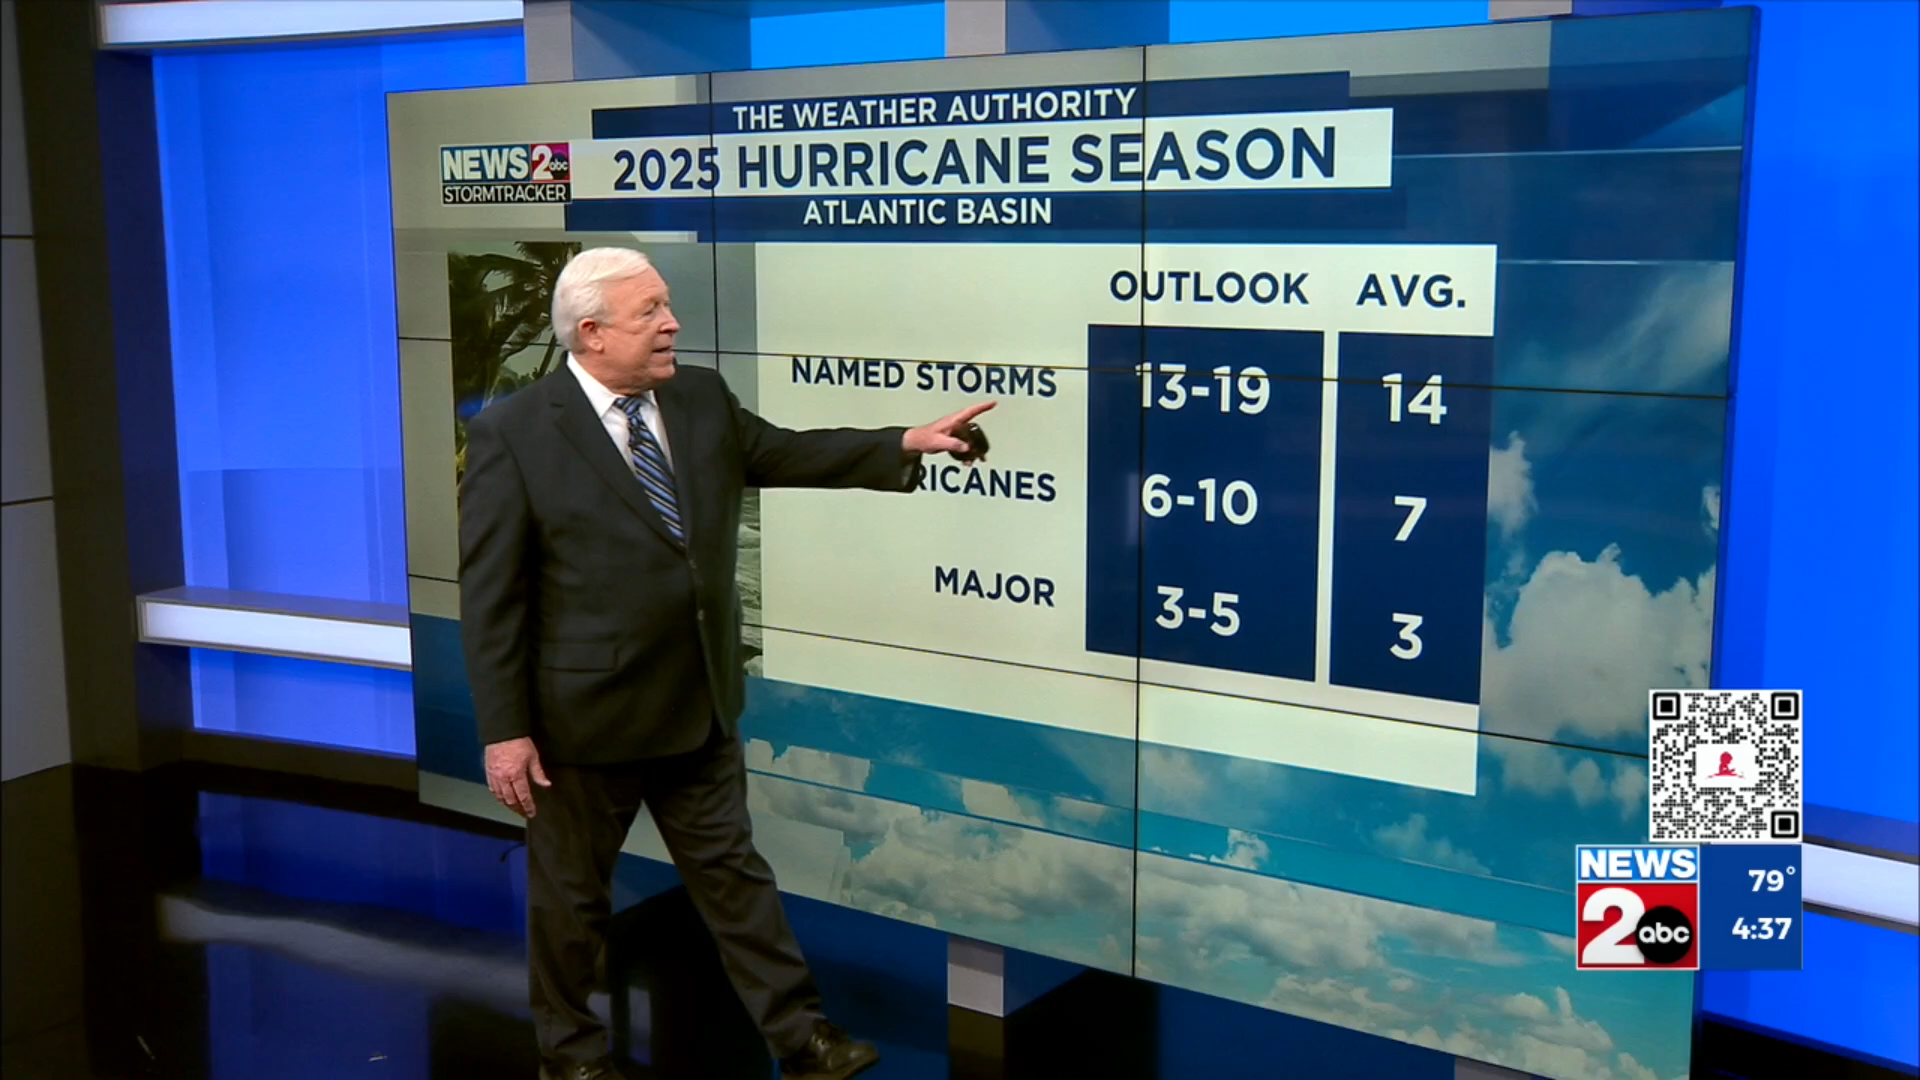 THE WEATHER AUTHORITY
2025 HURRICANE SEASON
ATLANTIC BASIN
NEWS 2 abc
STORMTRACKER
OUTLOOK AVG.
NAMED STORMS 13-19 14
RICANES 6-10 7
MAJOR 3-5 3
NEWS
2 abc
79°
4:37